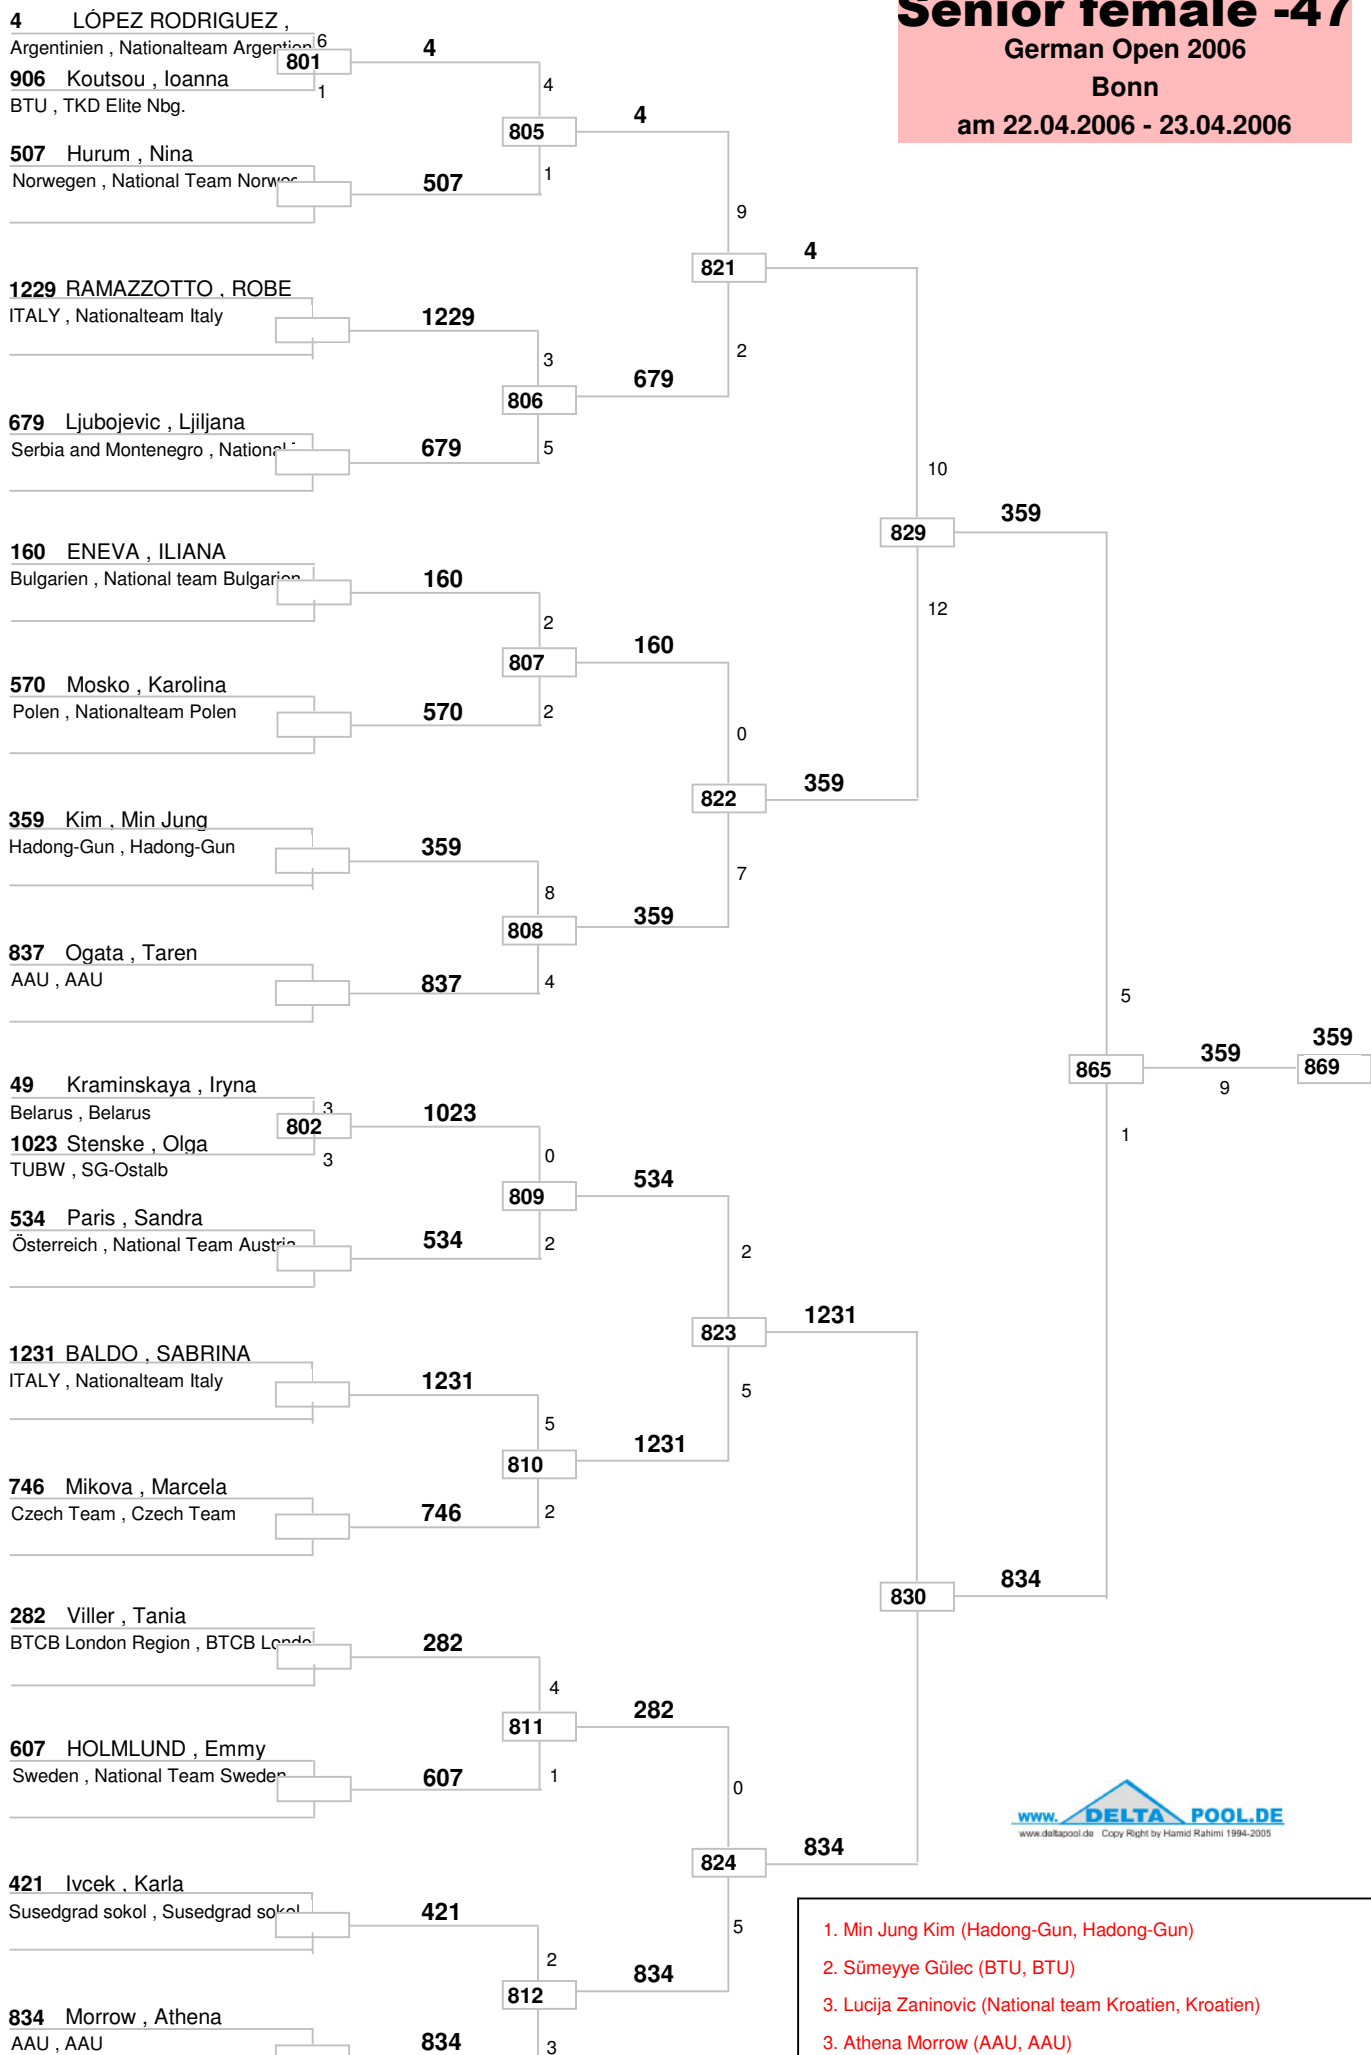 Senior female -47
German Open 2006
Bonn
am 22.04.2006 - 23.04.2006
4 LÓPEZ RODRIGUEZ ,
Argentinien , Nationalteam Argentien
6
801
4
906 Koutsou , Ioanna
1
BTU , TKD Elite Nbg.
4
805
4
507 Hurum , Nina
Norwegen , National Team Norweg
507
1
9
821
4
1229 RAMAZZOTTO , ROBE
ITALY , Nationalteam Italy
1229
3
2
806
679
679 Ljubojevic , Ljiljana
Serbia and Montenegro , National T
679
5
10
829
359
160 ENEVA , ILIANA
Bulgarien , National team Bulgarien
160
2
12
807
160
570 Mosko , Karolina
Polen , Nationalteam Polen
570
2
0
822
359
359 Kim , Min Jung
Hadong-Gun , Hadong-Gun
359
7
8
808
359
837 Ogata , Taren
AAU , AAU
837
4
5
865
359
9
359
869
1
49 Kraminskaya , Iryna
Belarus , Belarus
3
802
1023
1023 Stenske , Olga
3
TUBW , SG-Ostalb
0
809
534
534 Paris , Sandra
Österreich , National Team Austria
534
2
2
823
1231
1231 BALDO , SABRINA
ITALY , Nationalteam Italy
1231
5
5
810
1231
746 Mikova , Marcela
Czech Team , Czech Team
746
2
830
834
282 Viller , Tania
BTCB London Region , BTCB Londo
282
4
811
282
607 HOLMLUND , Emmy
Sweden , National Team Sweden
607
1
0
824
834
www. DELTA POOL.DE
www.deltapool.de Copy Right by Hamid Rahimi 1994-2005
421 Ivcek , Karla
Susedgrad sokol , Susedgrad sokol
421
5
2
812
834
834 Morrow , Athena
AAU , AAU
834
3
1. Min Jung Kim (Hadong-Gun, Hadong-Gun)
2. Sümeyye Gülec (BTU, BTU)
3. Lucija Zaninovic (National team Kroatien, Kroatien)
3. Athena Morrow (AAU, AAU)